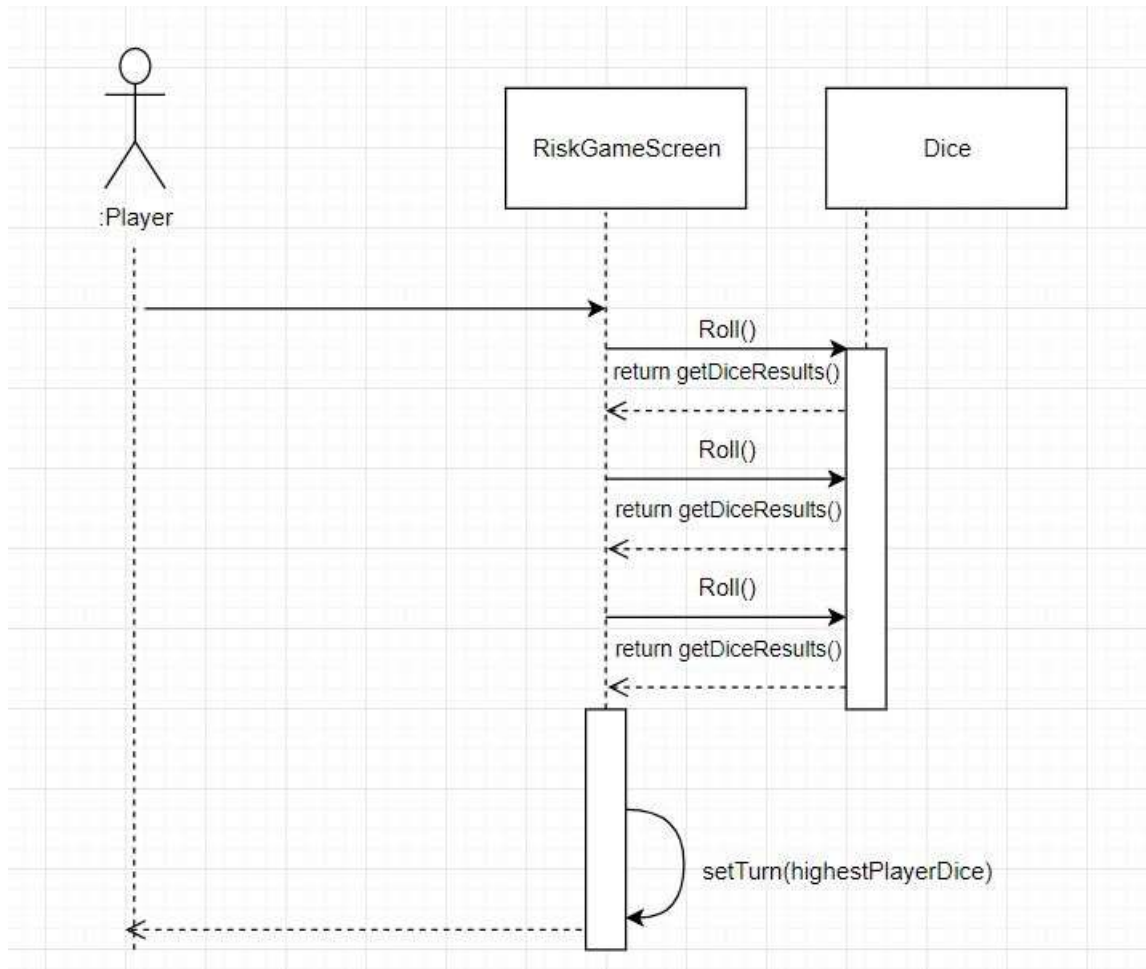 RiskGameScreen
Dice
:Player
Roll()
return getDiceResults()
Roll()
return getDiceResults()
Roll()
return getDiceResults()
setTurn(highestPlayerDice)